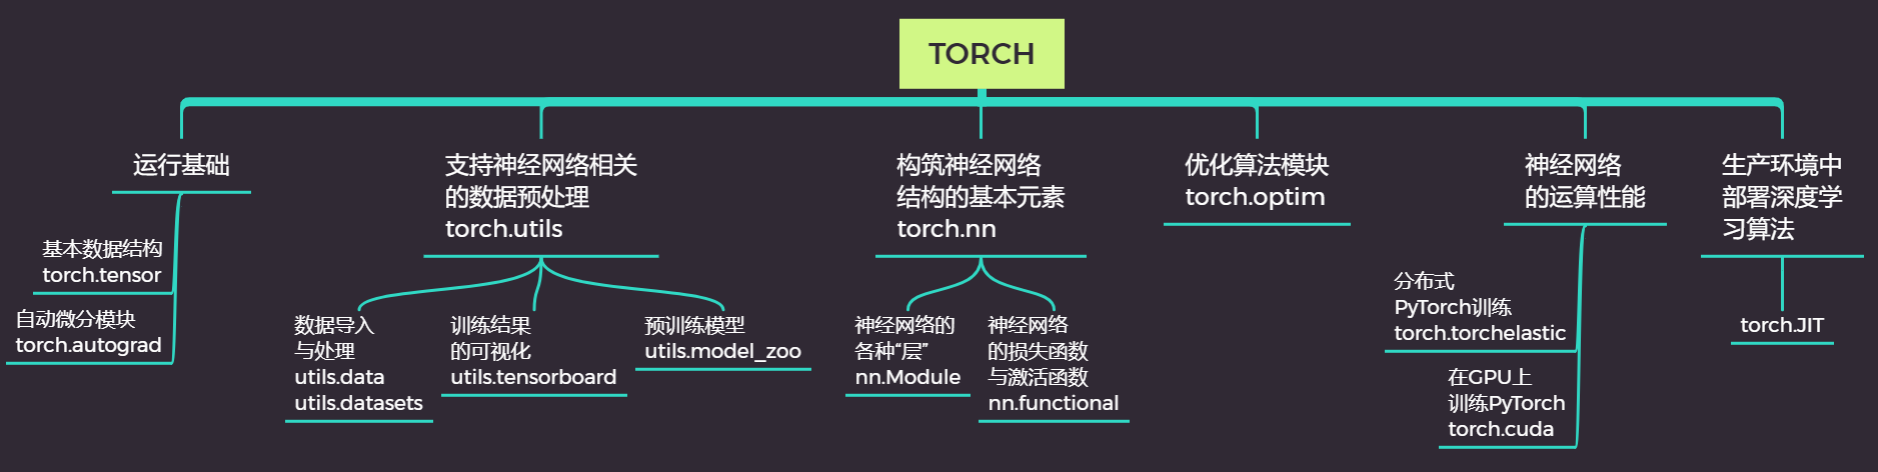 TORCH
运行基础
基本数据结构
torch.tensor
自动微分模块
torch.autograd
支持神经网络相关
的数据预处理
torch.utils
数据导入
与处理
utils.data
utils.datasets
训练结果
的可视化
utils.tensorboard
预训练模型
utils.model_zoo
构筑神经网络
结构的基本元素
torch.nn
神经网络的
各种“层”
nn.Module
神经网络
的损失函数
与激活函数
nn.functional
优化算法模块
torch.optim
神经网络
的运算性能
分布式
PyTorch训练
torch.torchelastic
在GPU上
训练PyTorch
torch.cuda
生产环境中
部署深度学
习算法
torch.JIT